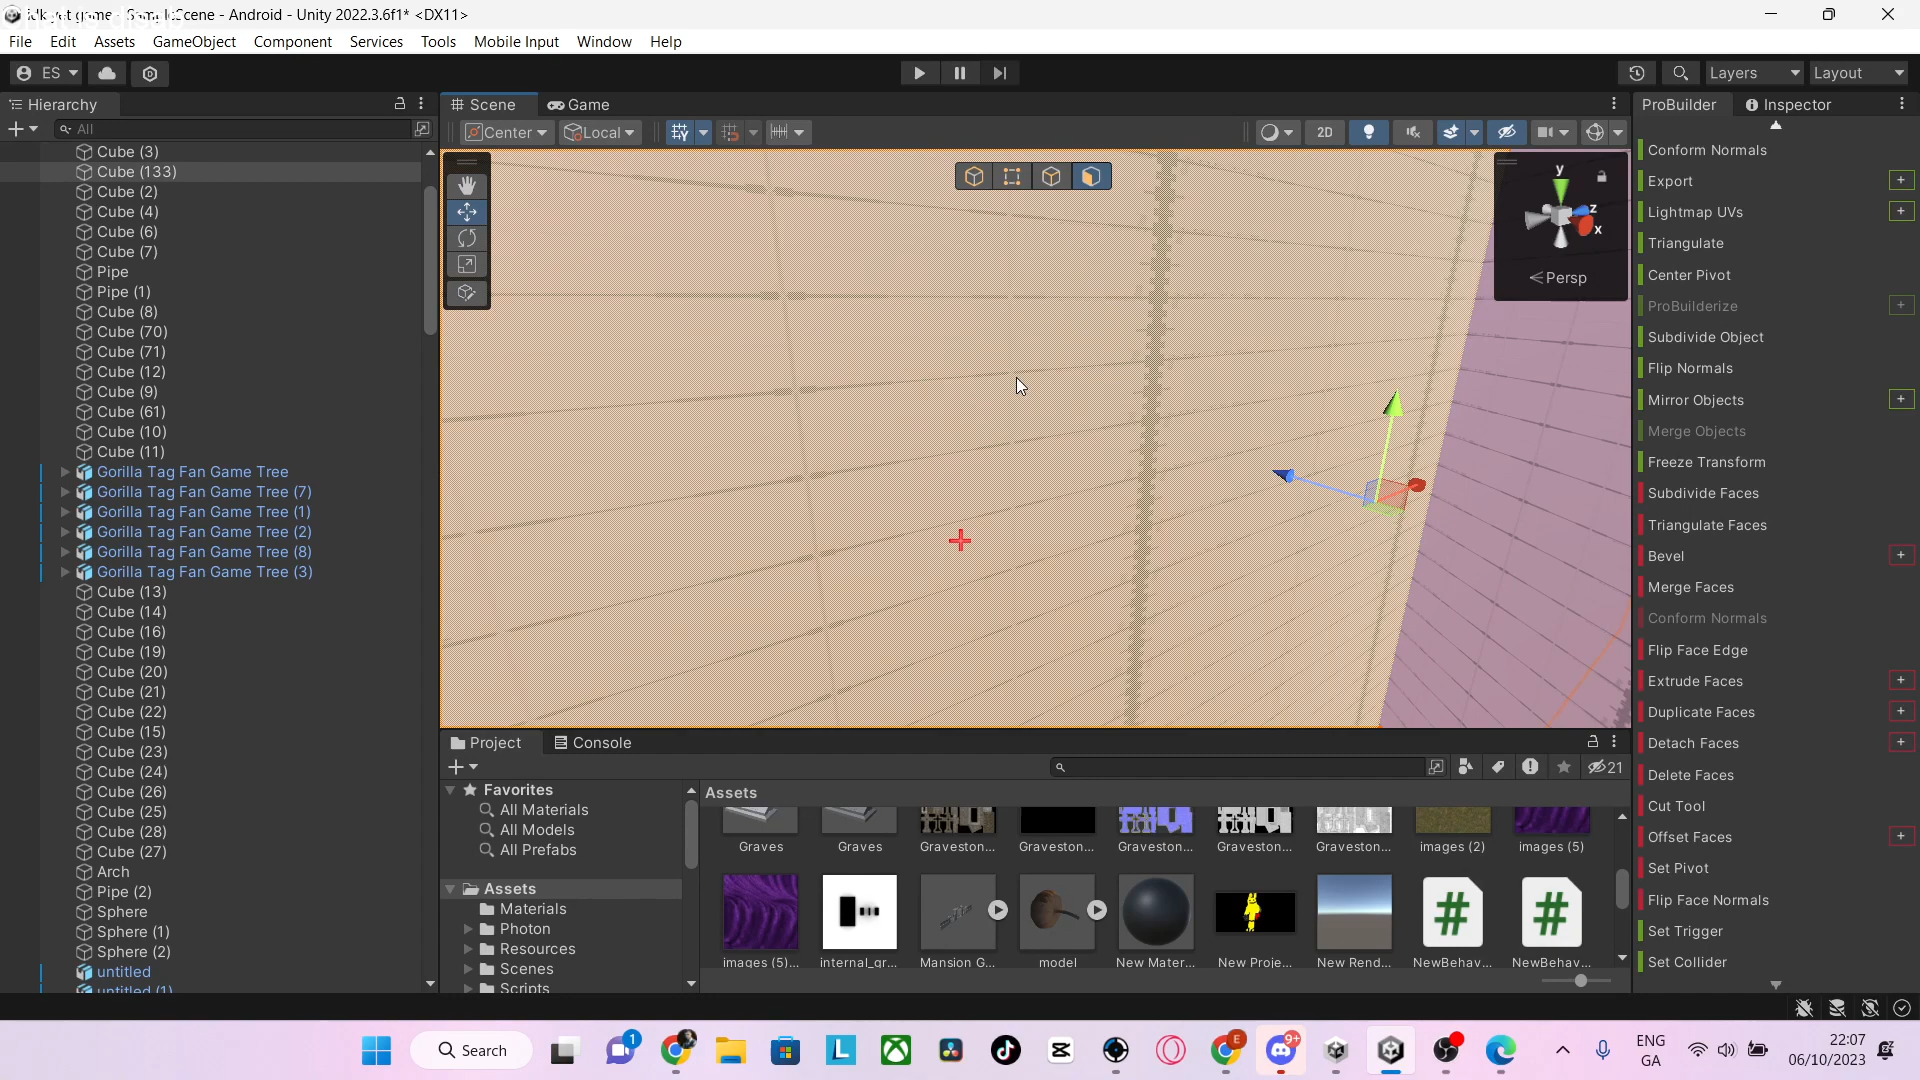 idk yet game - SampleScene - Android - Unity 2022.3.6f1* <DX11>
File Edit Assets GameObject Component Services Tools Mobile Input Window Help
ES
Layers
Layout
Hierarchy
All
Cube (3)
Cube (133)
Cube (2)
Cube (4)
Cube (6)
Cube (7)
Pipe
Pipe (1)
Cube (8)
Cube (70)
Cube (71)
Cube (12)
Cube (9)
Cube (61)
Cube (10)
Cube (11)
Gorilla Tag Fan Game Tree
Gorilla Tag Fan Game Tree (7)
Gorilla Tag Fan Game Tree (1)
Gorilla Tag Fan Game Tree (2)
Gorilla Tag Fan Game Tree (8)
Gorilla Tag Fan Game Tree (3)
Cube (13)
Cube (14)
Cube (16)
Cube (19)
Cube (20)
Cube (21)
Cube (22)
Cube (15)
Cube (23)
Cube (24)
Cube (26)
Cube (25)
Cube (28)
Cube (27)
Arch
Pipe (2)
Sphere
Sphere (1)
Sphere (2)
untitled
untitled (1)
Scene Game
Center Local 2D
y
z
x
Persp
Project Console
21
Favorites
All Materials
All Models
All Prefabs
Assets
Materials
Photon
Resources
Scenes
Scripts
Assets
Graves Graves Graveston... Graveston... Graveston... Graveston... Graveston... images (2) images (5)
images (5)... internal_gr... Mansion G... model New Mater... New Proje... New Rend... NewBehav... NewBehav...
ProBuilder Inspector
Conform Normals
Export
Lightmap UVs
Triangulate
Center Pivot
ProBuilderize
Subdivide Object
Flip Normals
Mirror Objects
Merge Objects
Freeze Transform
Subdivide Faces
Triangulate Faces
Bevel
Merge Faces
Conform Normals
Flip Face Edge
Extrude Faces
Duplicate Faces
Detach Faces
Delete Faces
Cut Tool
Offset Faces
Set Pivot
Flip Face Normals
Set Trigger
Set Collider
Search
1
L
E
9+
ENG
GA
22:07
06/10/2023